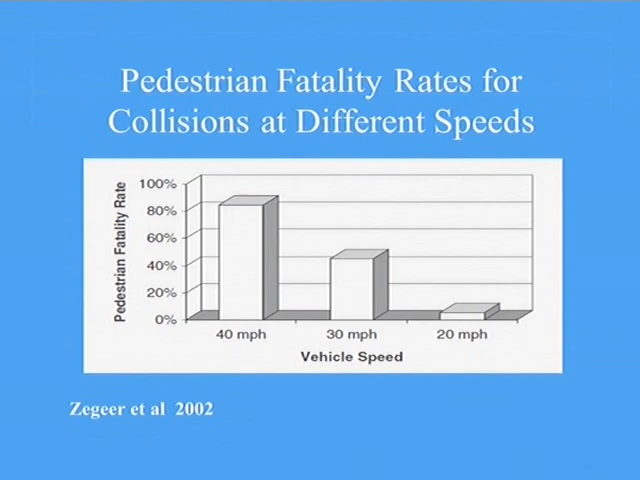 Pedestrian Fatality Rates for
Collisions at Different Speeds
Pedestrian Fatality Rate
100%
80%
60%
40%
20%
0%
40 mph
30 mph
20 mph
Vehicle Speed
Zegeer et al 2002